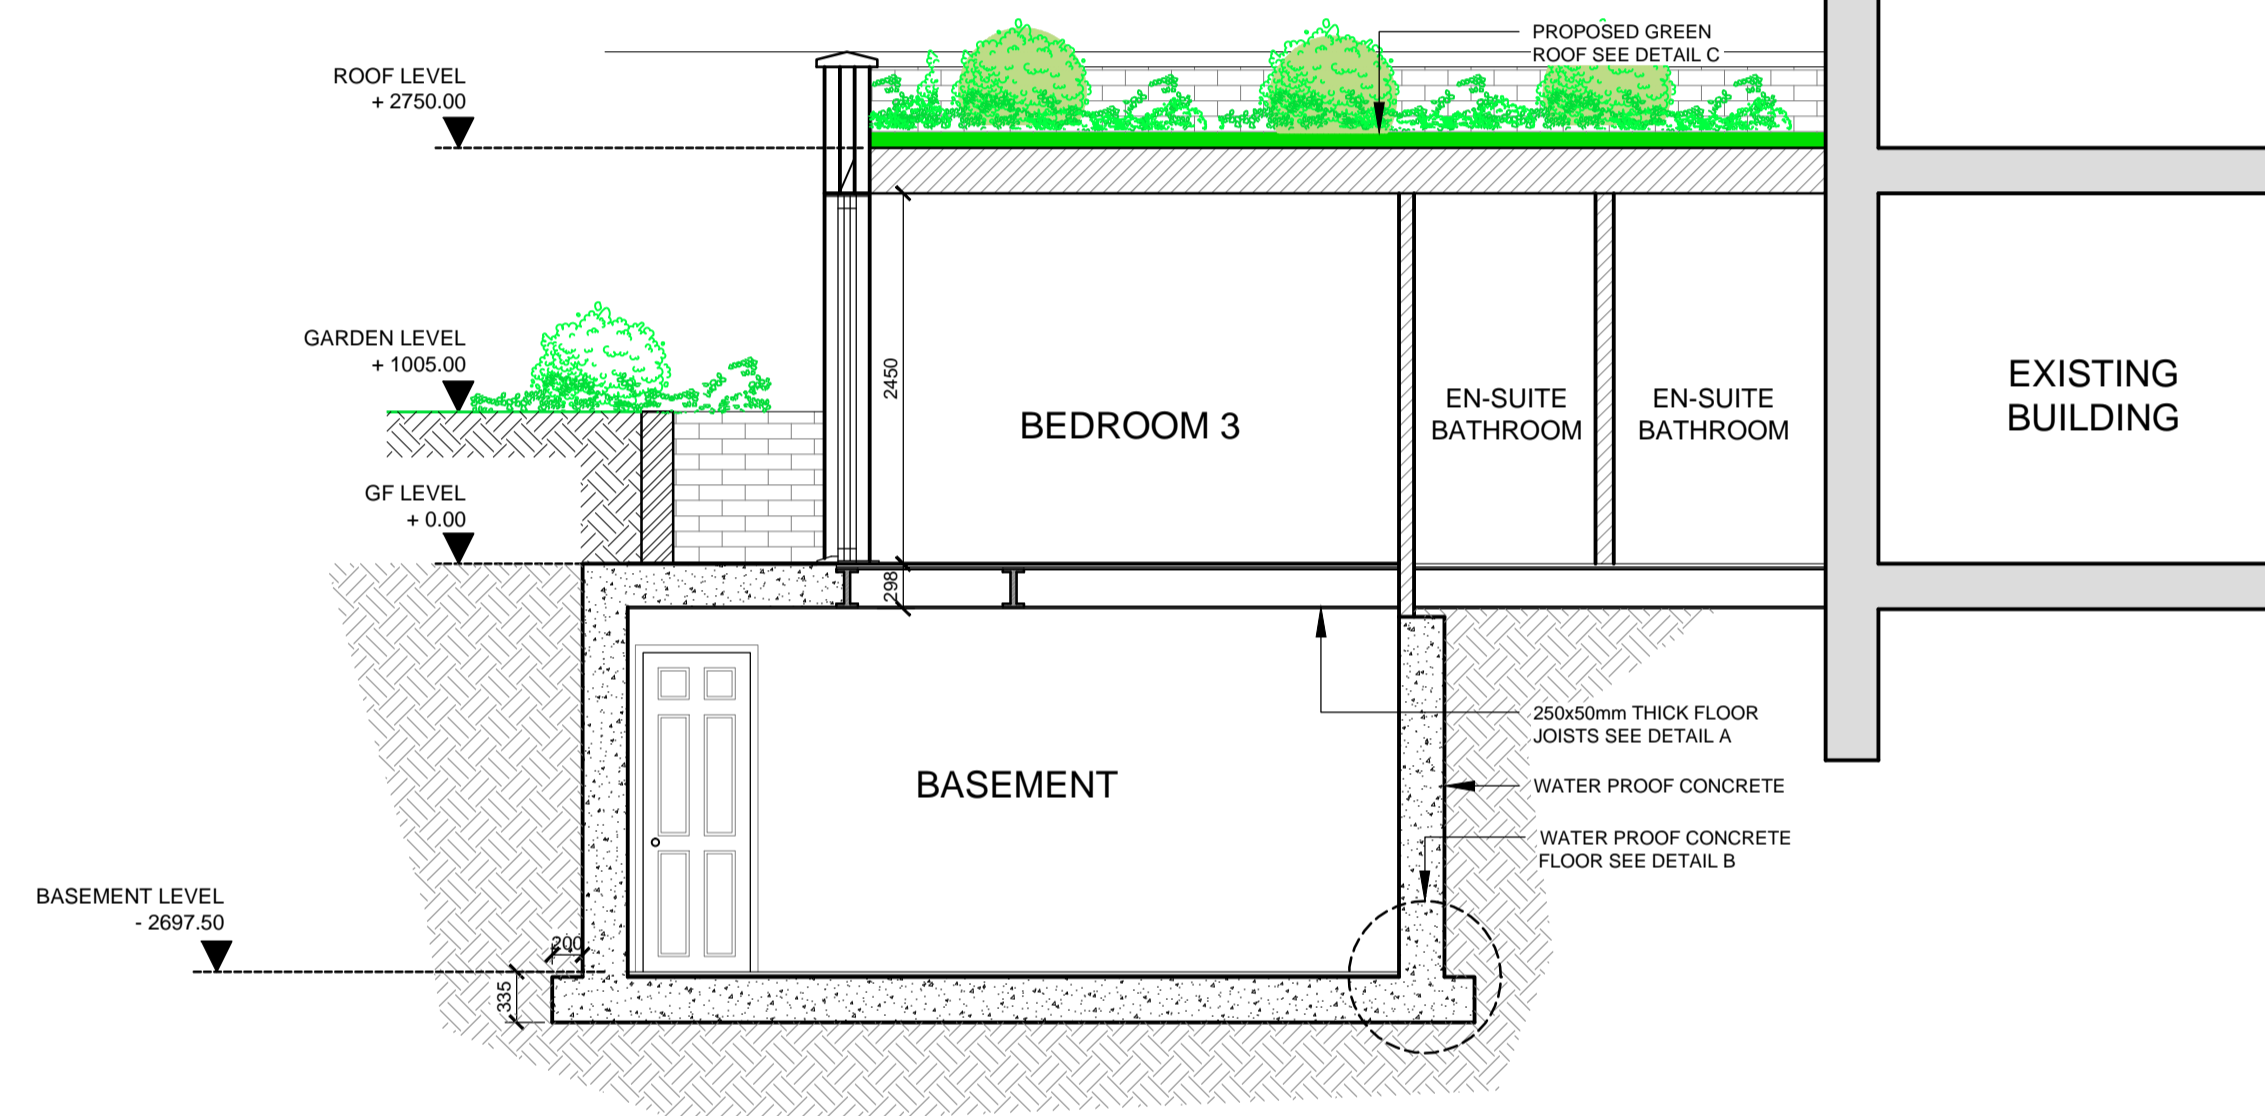 PROPOSED GREEN
ROOF SEE DETAIL C
ROOF LEVEL
+ 2750.00
GARDEN LEVEL
+ 1005.00
2450
BEDROOM 3
EN-SUITE
BATHROOM
EN-SUITE
BATHROOM
EXISTING
BUILDING
GF LEVEL
+ 0.00
298
250x50mm THICK FLOOR
JOISTS SEE DETAIL A
BASEMENT
WATER PROOF CONCRETE
WATER PROOF CONCRETE
FLOOR SEE DETAIL B
BASEMENT LEVEL
- 2697.50
200
335